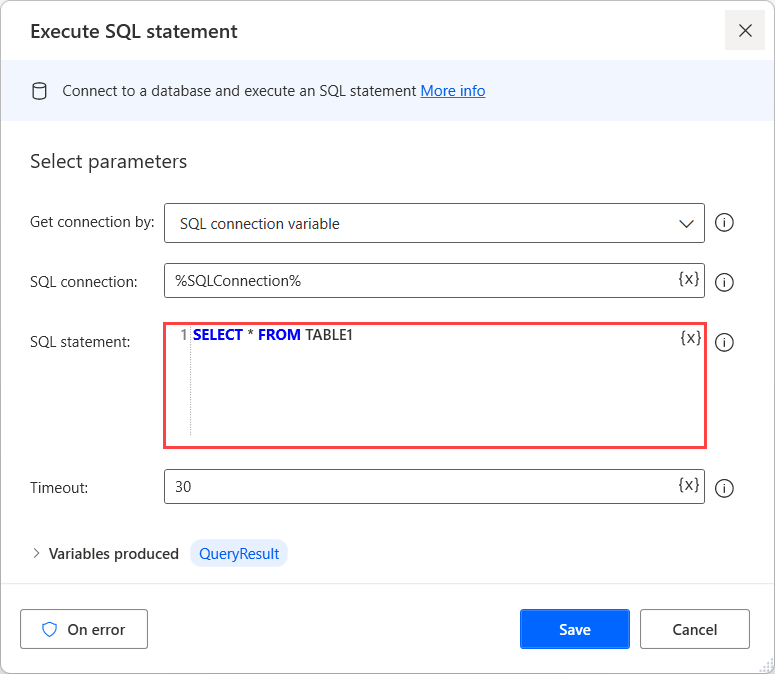 Execute SQL statement
Connect to a database and execute an SQL statement More info
Select parameters
Get connection by: SQL connection variable
SQL connection: %SQLConnection% {x}
SQL statement: 1 SELECT * FROM TABLE1 {x}
Timeout: 30 {x}
Variables produced QueryResult
On error Save Cancel